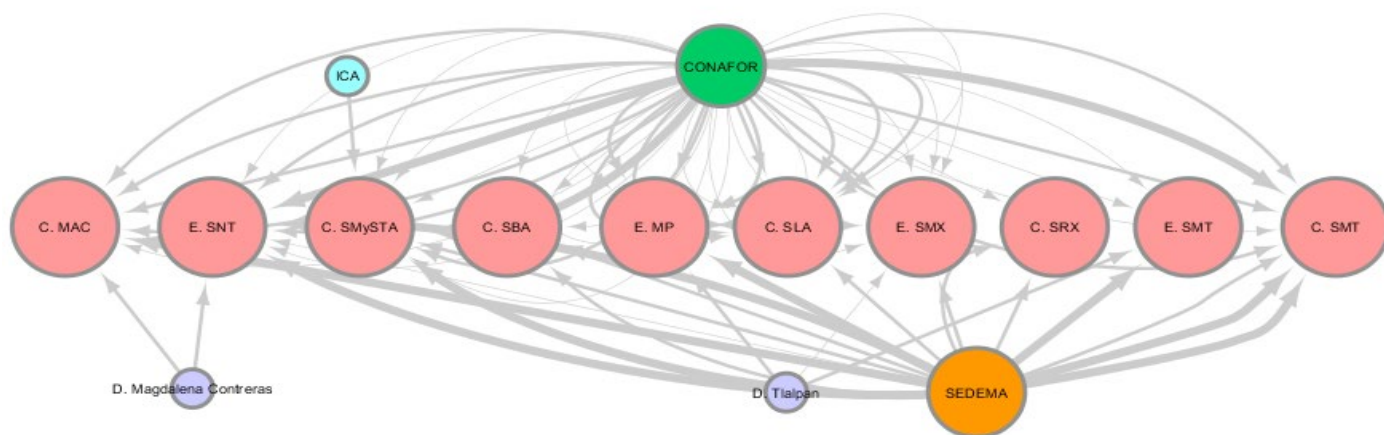 CONAFOR
ICA
C. MAC
E. SNT
C. SMySTA
C. SBA
E. MP
C. SLA
E. SMX
C. SRX
E. SMT
C. SMT
D. Magdalena Contreras
D. Tlalpan
SEDEMA